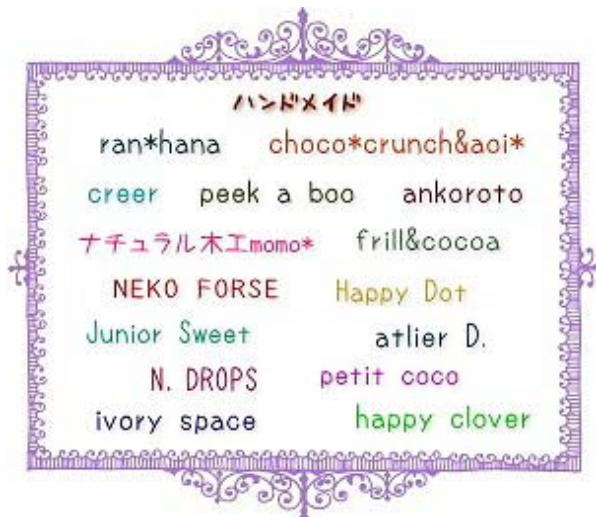 ハンドメイド
ran*hana choco*crunch&aoi*
creer peek a boo ankoroto
ナチュラル木工momo* frill&cocoa
NEKO FORSE Happy Dot
Junior Sweet atlier D.
N. DROPS petit coco
ivory space happy clover